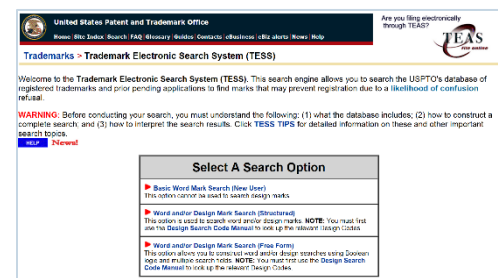 United States Patent and Trademark Office
Home|Site Index|Search|FAQ|Glossary|Guides|Contacts|eBusiness|eBiz alerts|News|Help
Are you filing electronically
through TEAS?
TEAS
Trademarks > Trademark Electronic Search System (TESS)
Welcome to the Trademark Electronic Search System (TESS). This search engine allows you to search the USPTO's database of
registered trademarks and prior pending applications to find marks that may prevent registration due to a likelihood of confusion
refusal.
WARNING: Before conducting your search, you must understand the following: (1) what the database includes; (2) how to construct a
complete search; and (3) how to interpret the search results. Click TESS TIPS for detailed information on these and other important
search topics.
HELP News!
Select A Search Option
Basic Word Mark Search (New User)
This option cannot be used to search design marks.
Word and/or Design Mark Search (Structured)
This option is used to search word and/or design marks. NOTE: You must first
use the Design Search Code Manual to look up the relevant Design Codes.
Word and/or Design Mark Search (Free Form)
This option allows you to construct word and/or design searches using Boolean
logic and multiple search fields. NOTE: You must first use the Design Search
Code Manual to look up the relevant Design Codes.